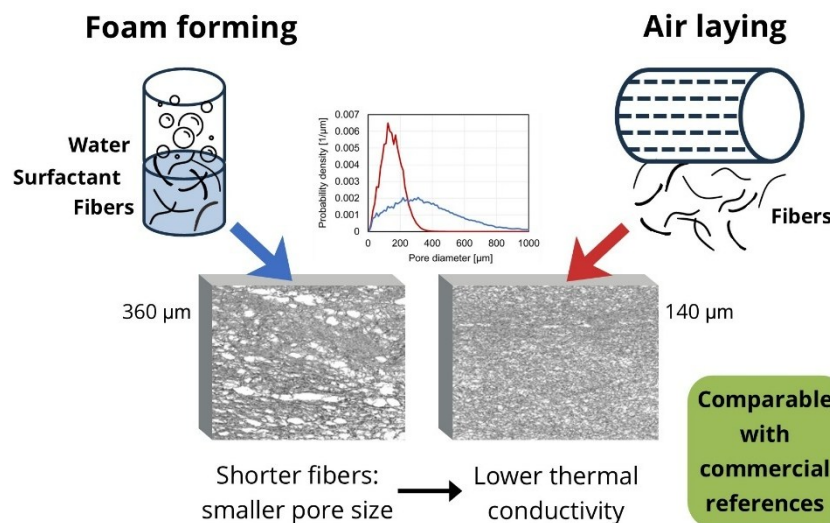 Foam forming
Air laying
Water
Surfactant
Fibers
Probability density [1/µm]
0.007
0.006
0.005
0.004
0.003
0.002
0.001
0
0 200 400 600 800 1000
Pore diameter [µm]
Fibers
360 µm
140 µm
Shorter fibers:
smaller pore size
Lower thermal
conductivity
Comparable
with
commercial
references